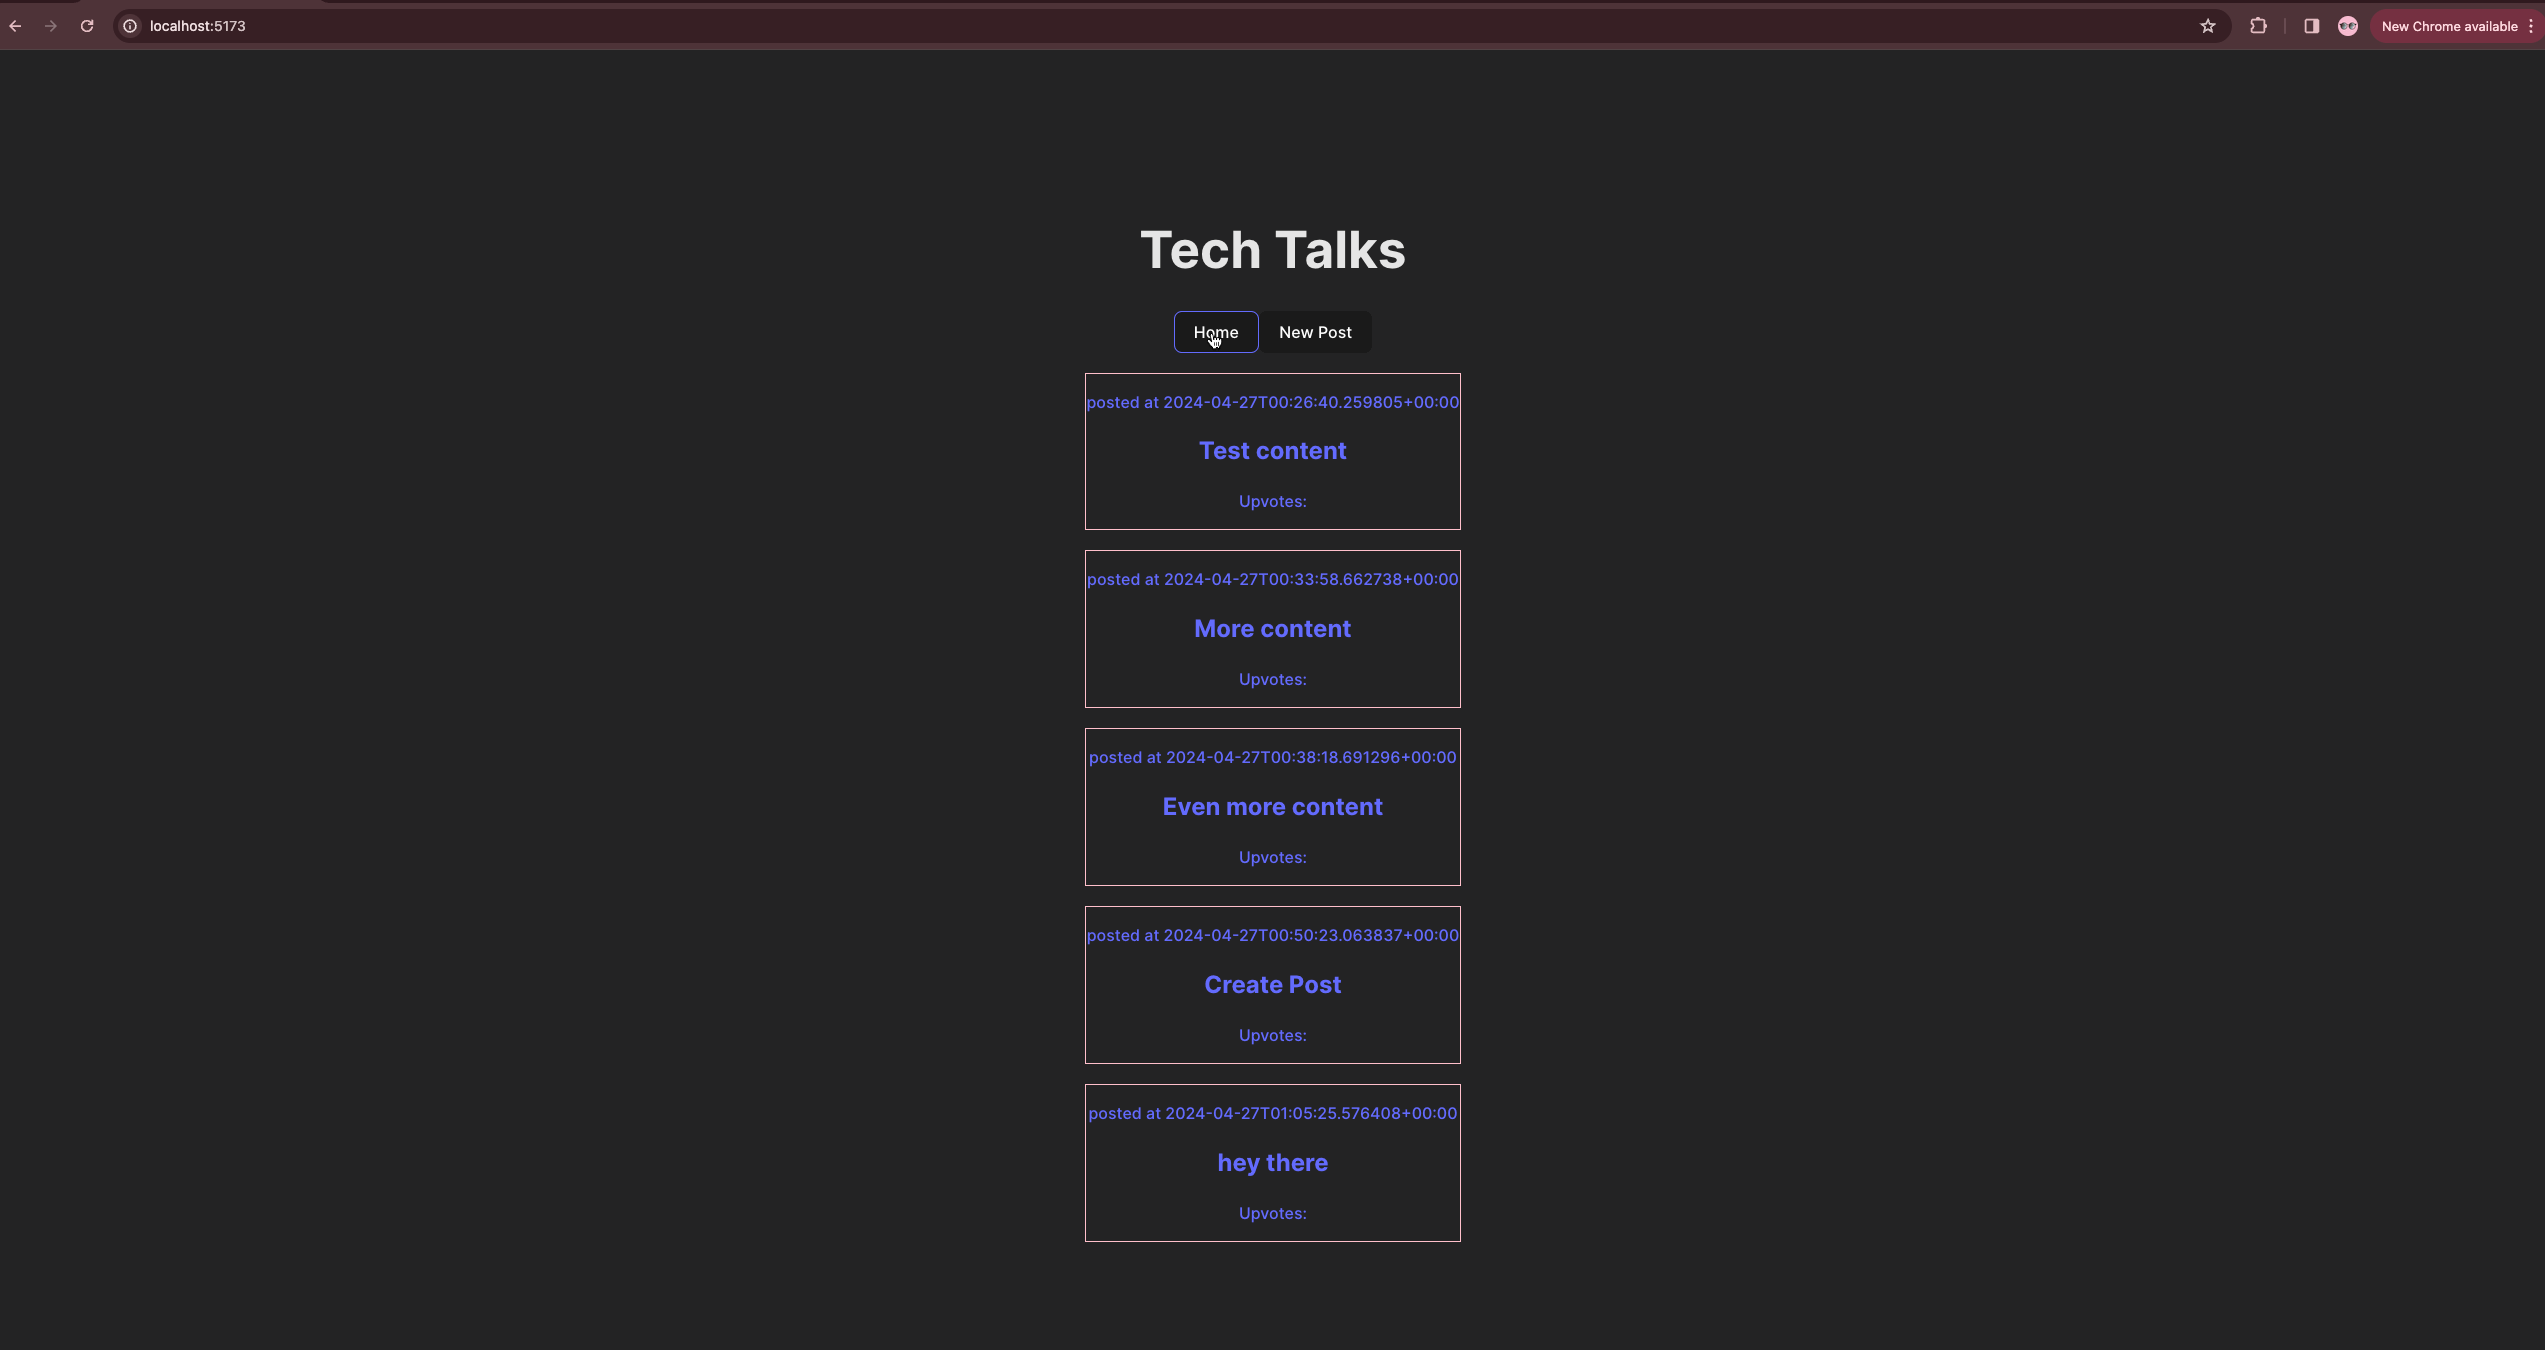 localhost:5173
New Chrome available
Tech Talks
Home
New Post
posted at 2024-04-27T00:26:40.259805+00:00
Test content
Upvotes:
posted at 2024-04-27T00:33:58.662738+00:00
More content
Upvotes:
posted at 2024-04-27T00:38:18.691296+00:00
Even more content
Upvotes:
posted at 2024-04-27T00:50:23.063837+00:00
Create Post
Upvotes:
posted at 2024-04-27T01:05:25.576408+00:00
hey there
Upvotes: